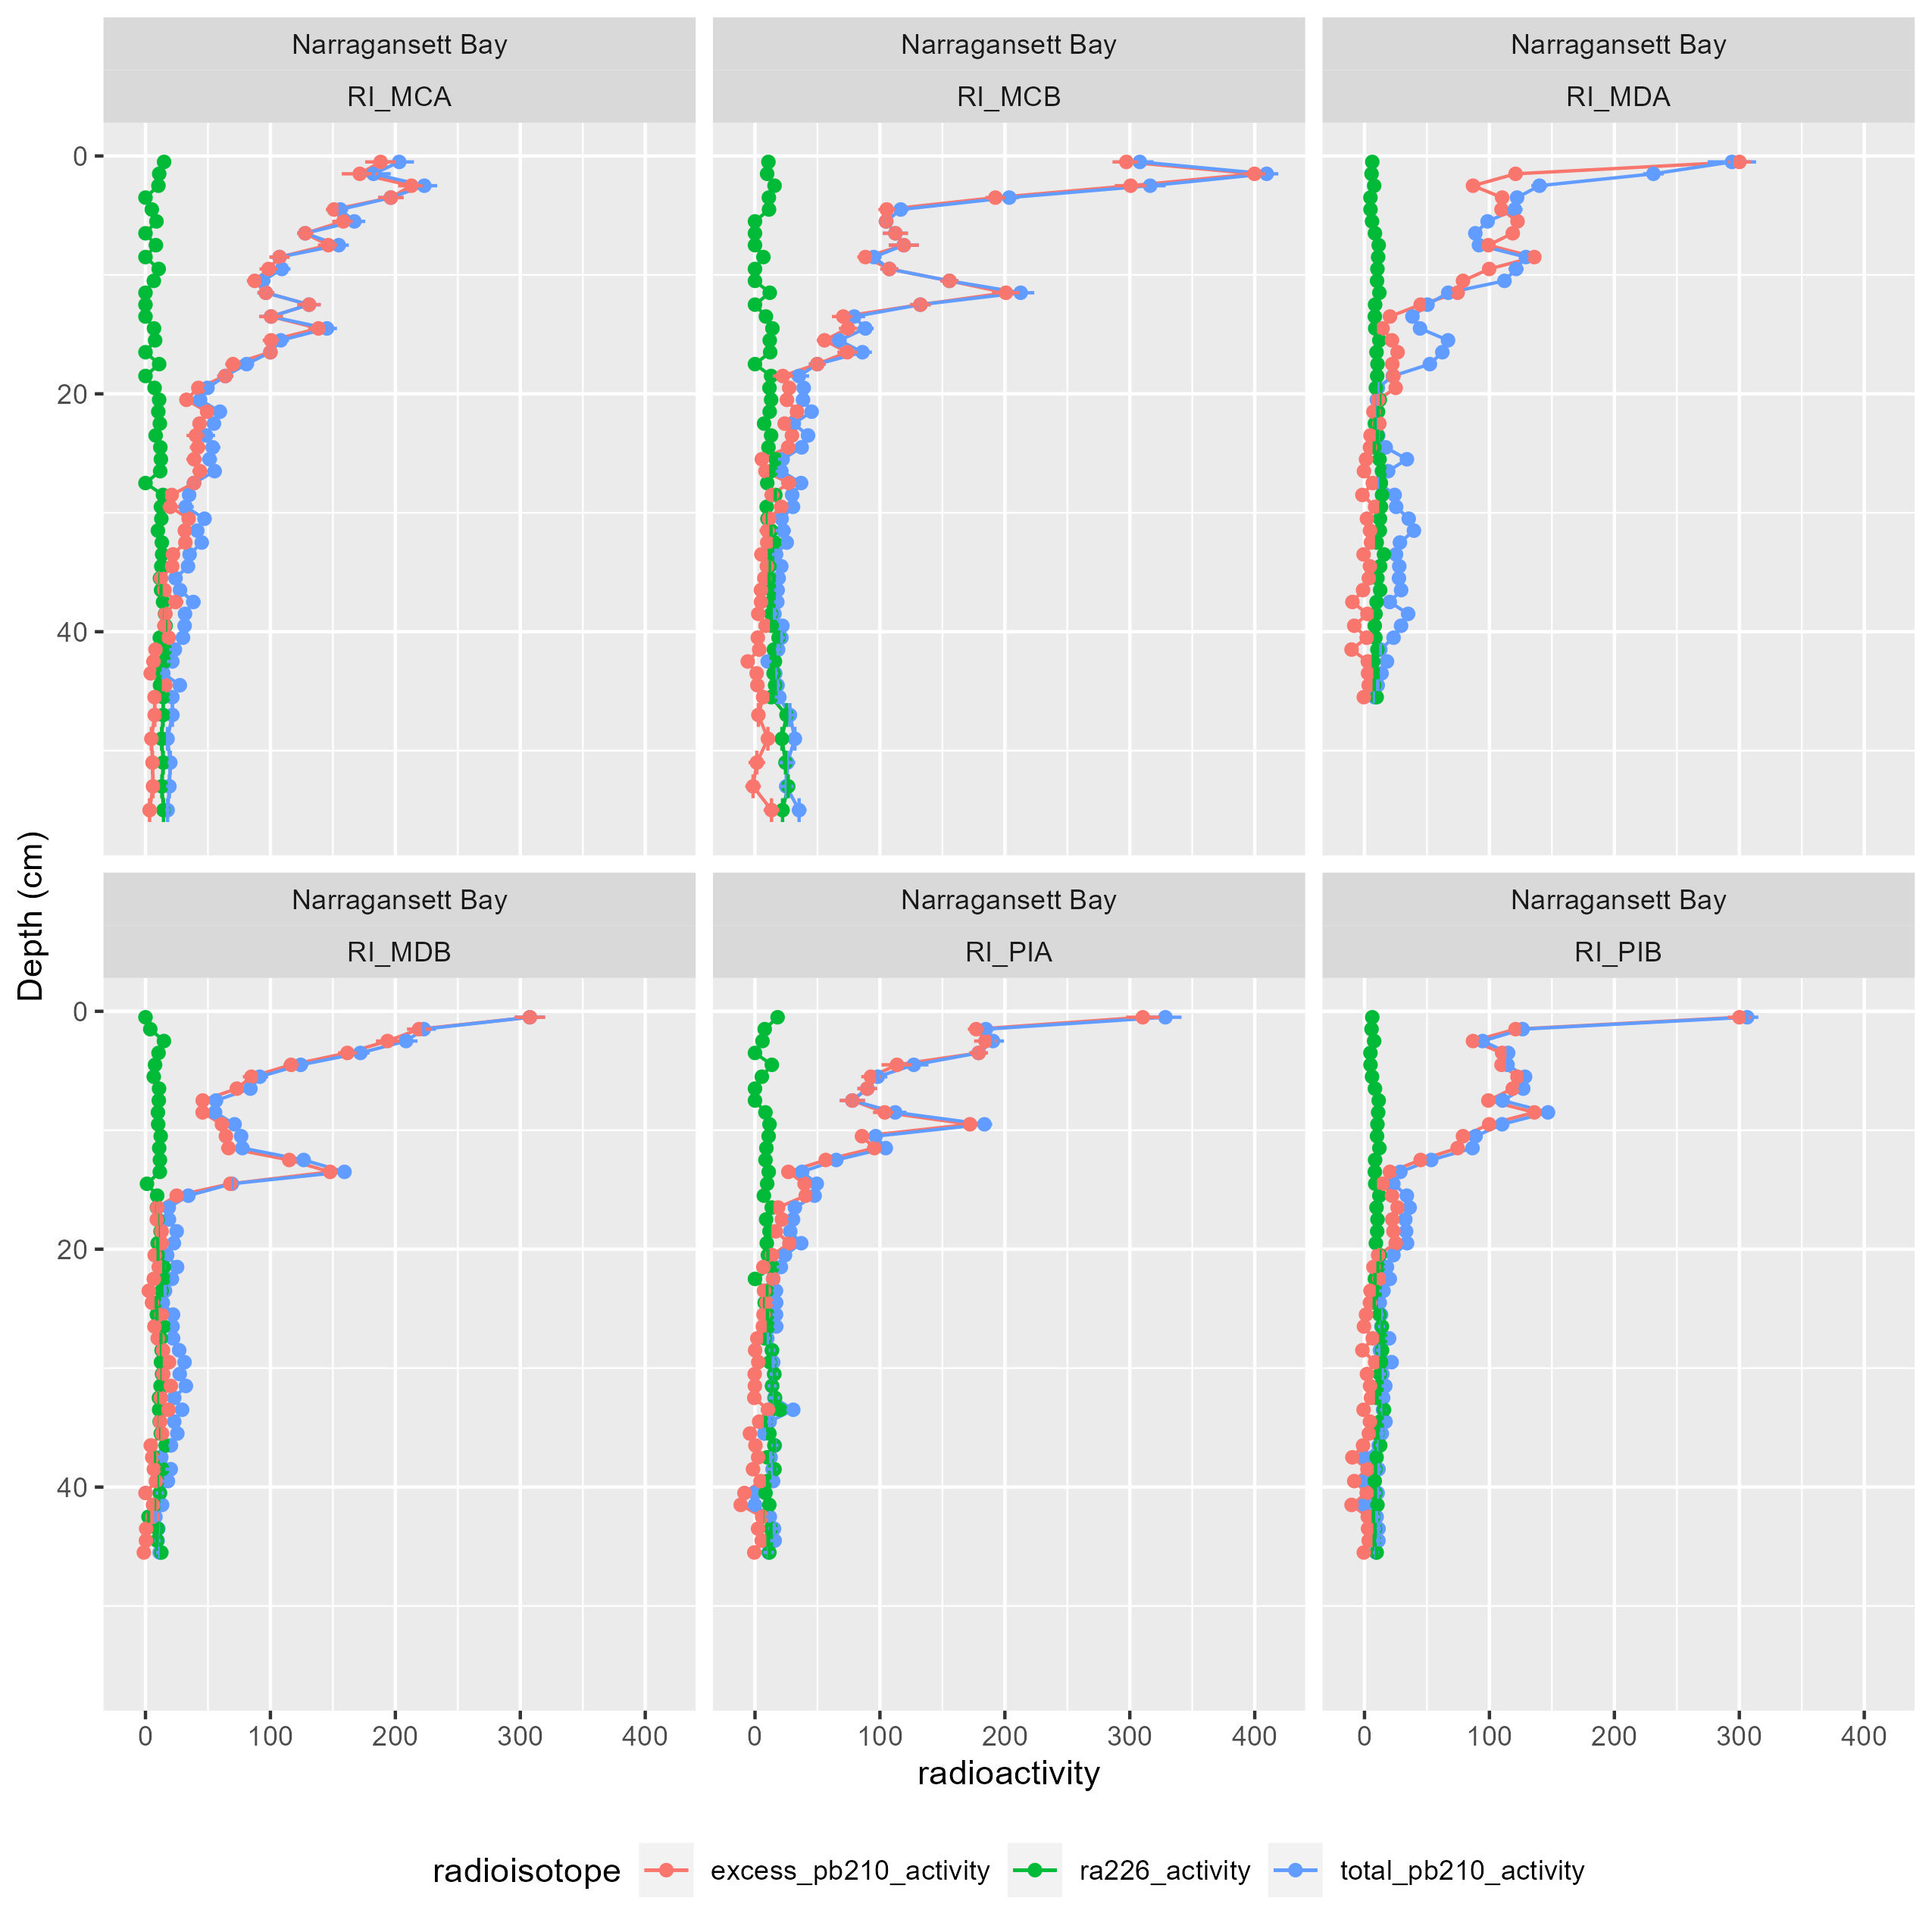 Narragansett Bay
Narragansett Bay
Narragansett Bay
RI_MCA
RI_MCB
RI_MDA
0
20
40
Depth (cm)
Narragansett Bay
Narragansett Bay
Narragansett Bay
RI_MDB
RI_PIA
RI_PIB
0
20
40
0 100 200 300 400
0 100 200 300 400
0 100 200 300 400
radioactivity
radioisotope excess_pb210_activity ra226_activity total_pb210_activity